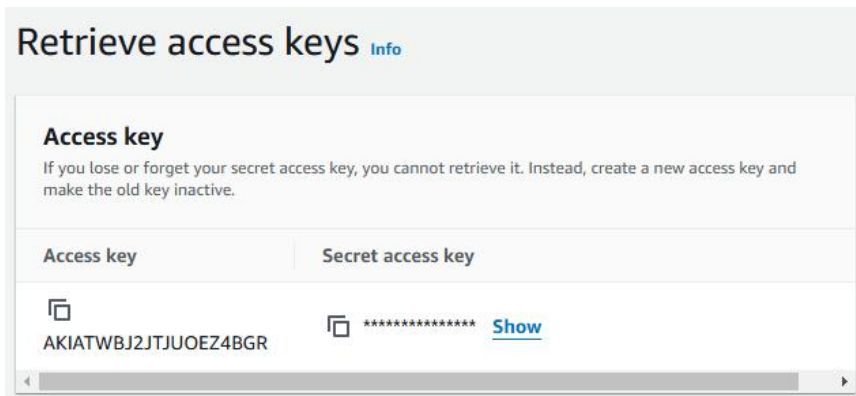 Retrieve access keys Info
Access key
If you lose or forget your secret access key, you cannot retrieve it. Instead, create a new access key and
make the old key inactive.
Access key Secret access key
*************** Show
AKIATWBJ2JTJUOEZ4BGR